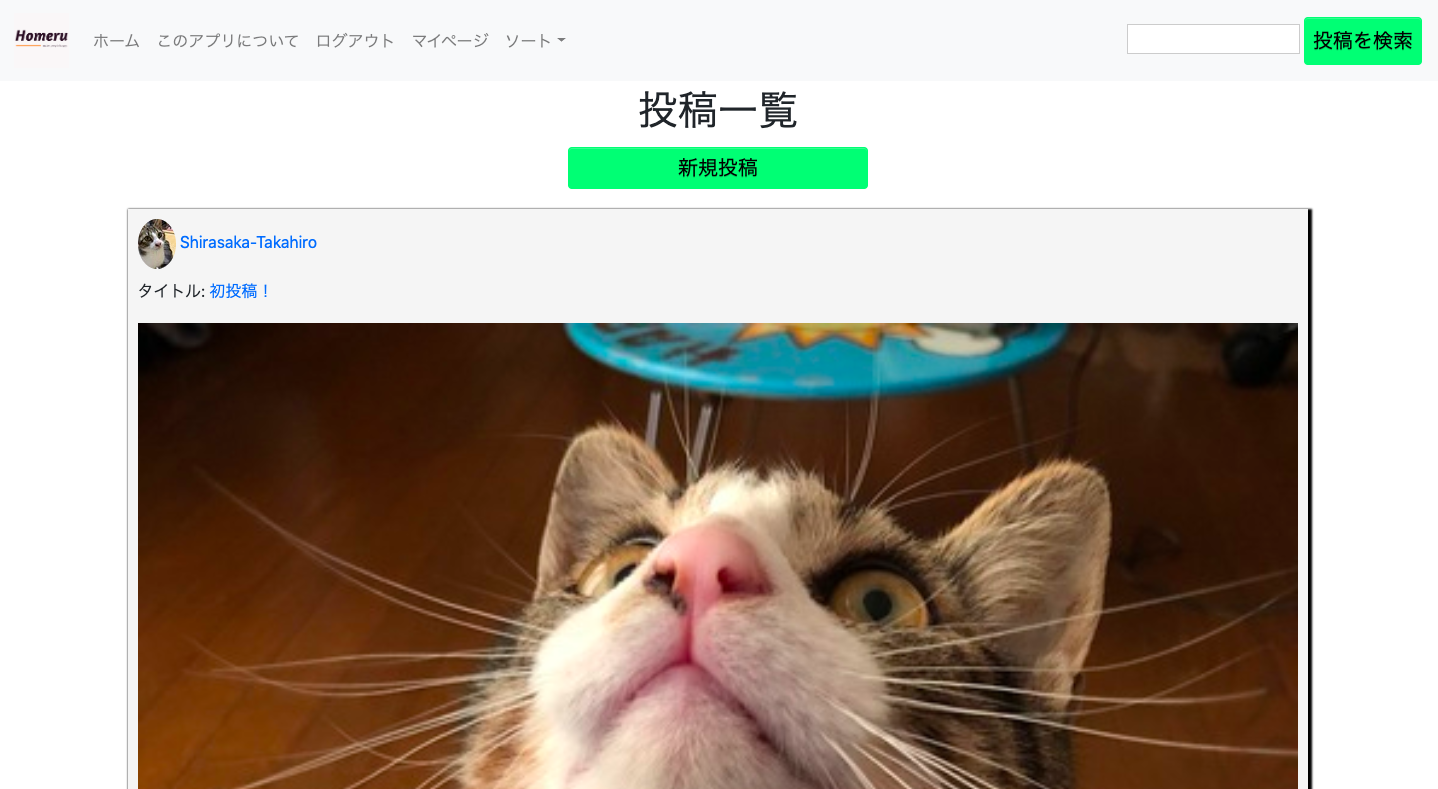 Homeru
ホーム このアプリについて ログアウト マイページ ソート
投稿を検索
投稿一覧
新規投稿
Shirasaka-Takahiro
タイトル: 初投稿！